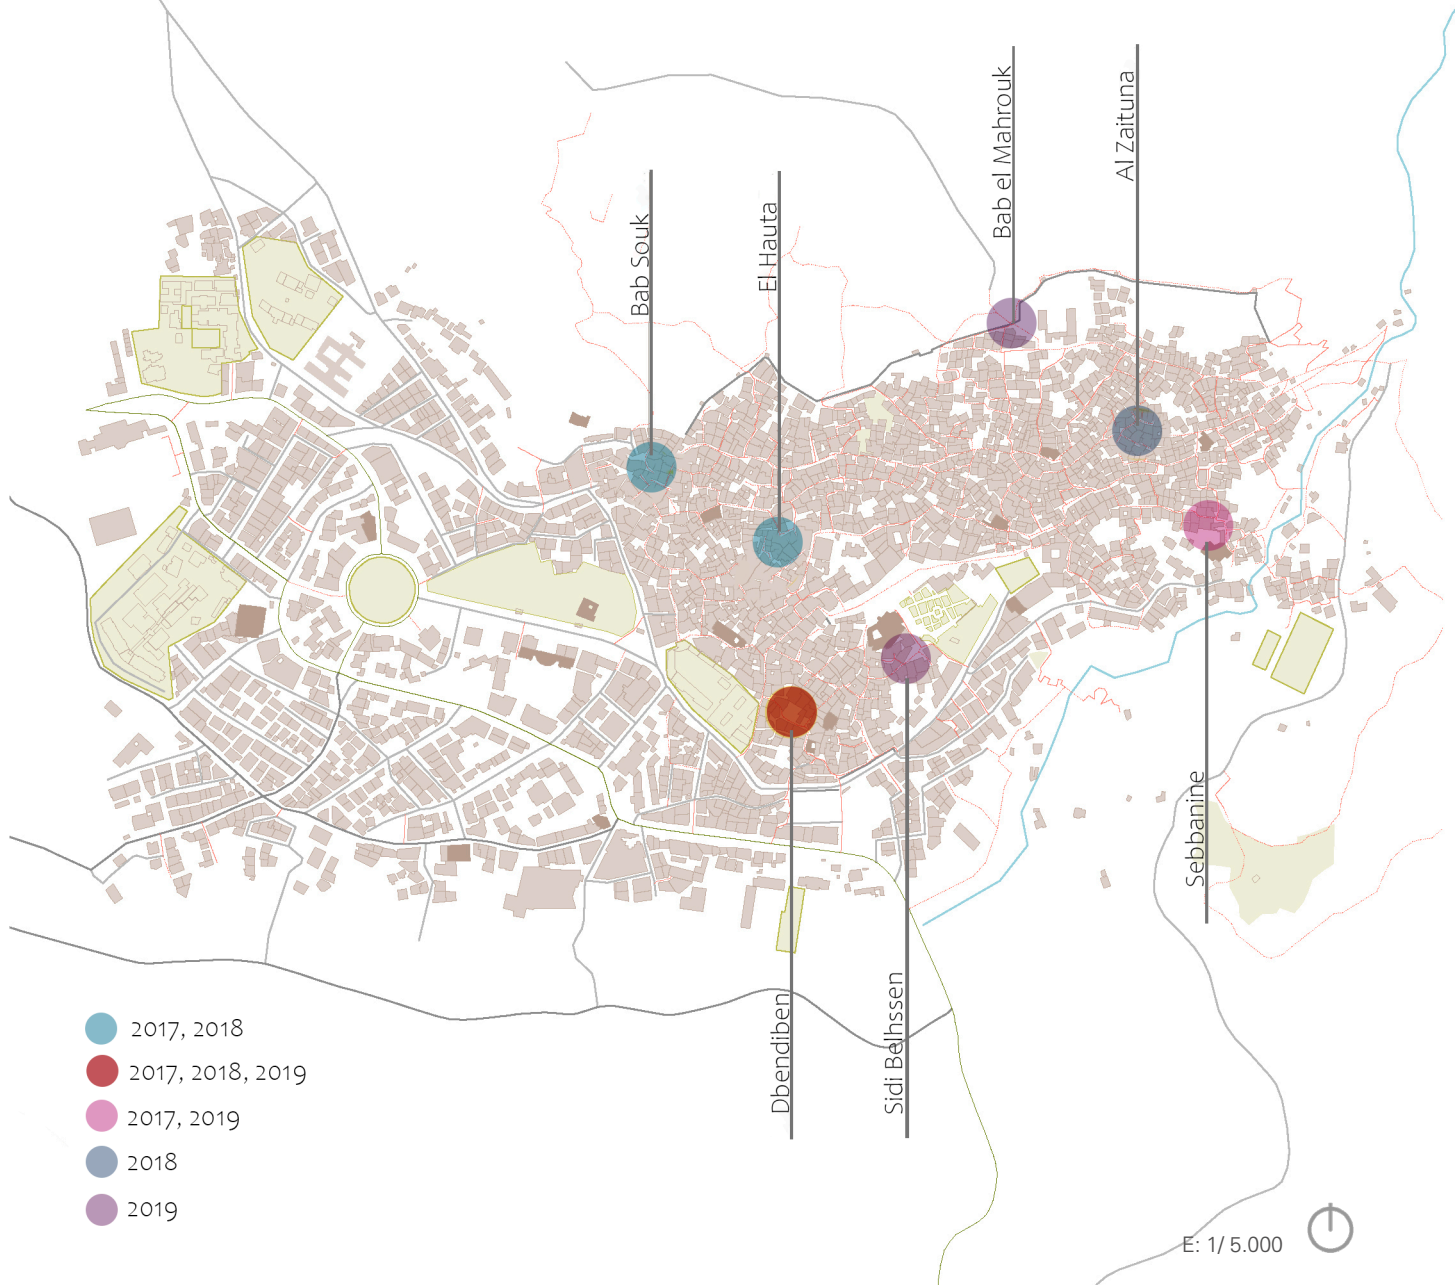 Bab Souk
El Hauta
Bab el Mahrouk
Al Zaituna
Sebbanine
Dbendiben
Sidi Belhssen
2017, 2018
2017, 2018, 2019
2017, 2019
2018
2019
E: 1/ 5.000